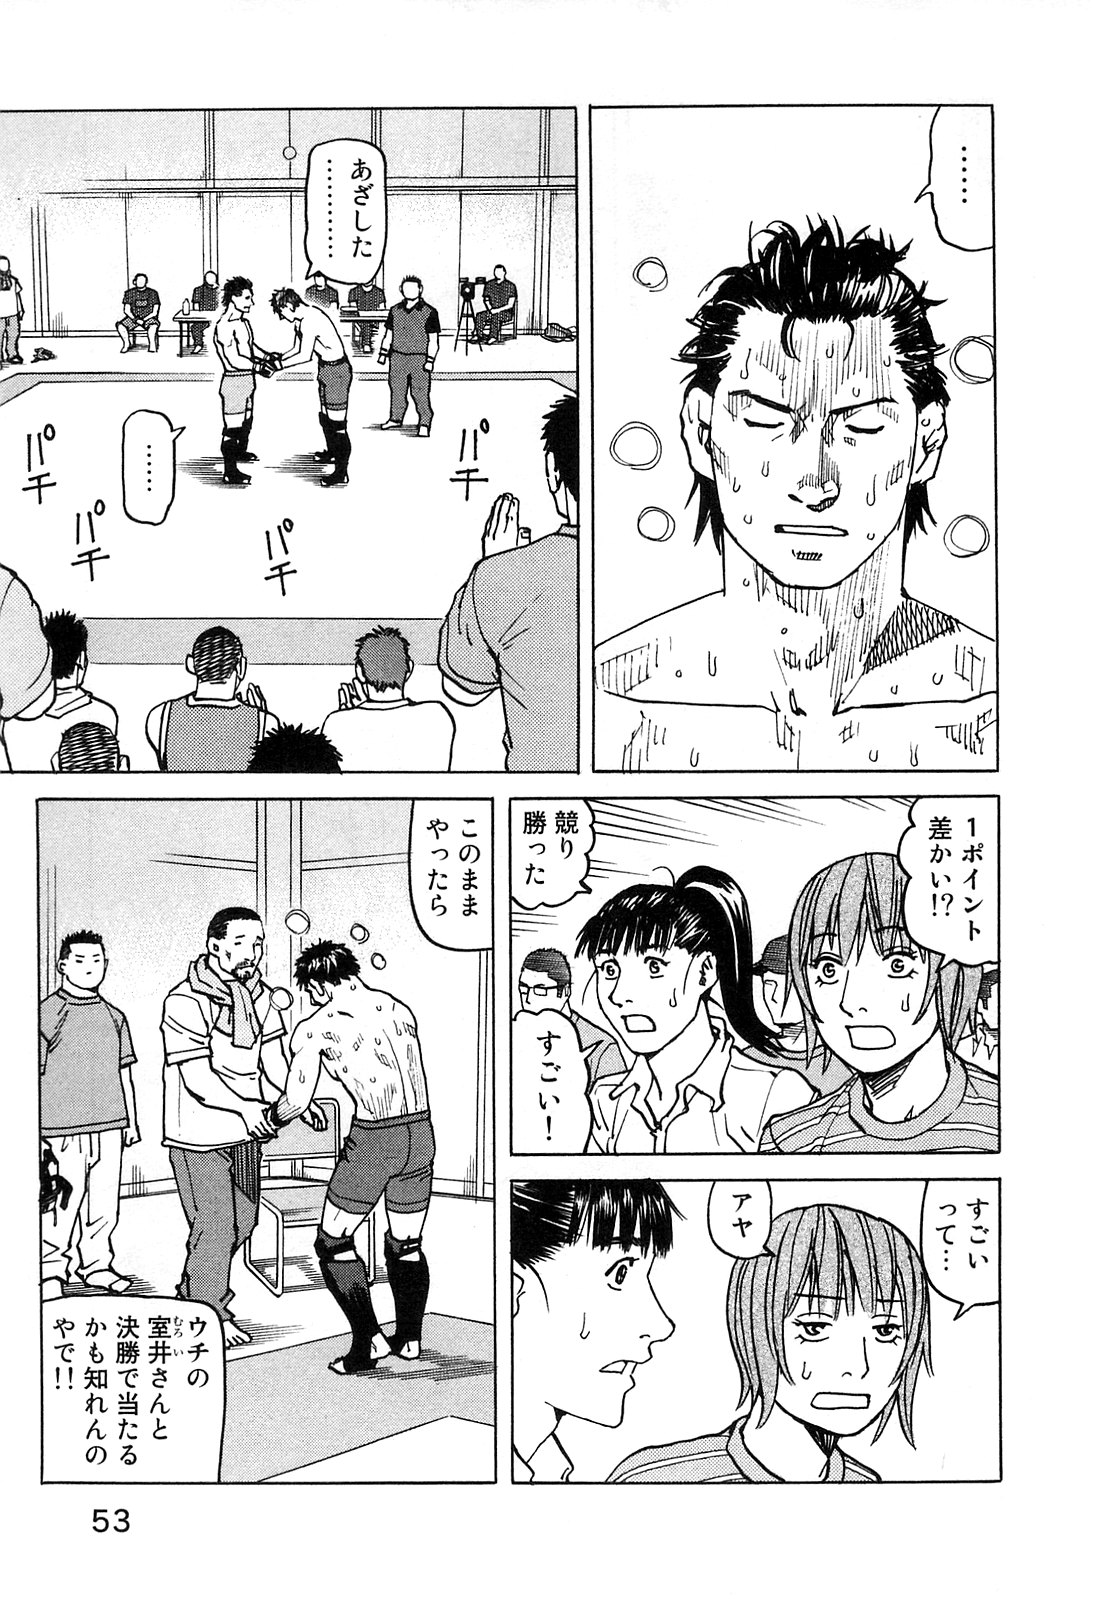 ……
あざした
…………
……
パチ
パチ
パチ
パチ
1ポイント
差かい!?
競り
勝った
すごい!
すごい
って…
アヤ
このまま
やったら
ウチの
室井さんと
むろい
決勝で当たる
かも知れんの
やで!!
53